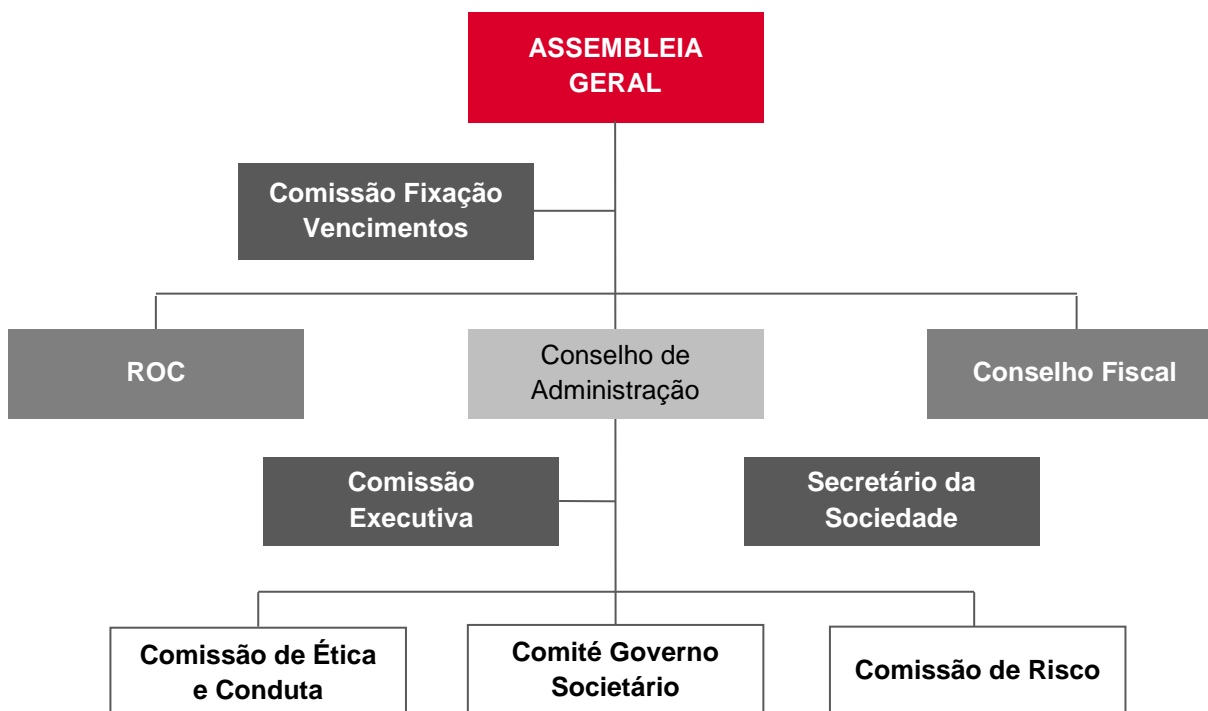 ASSEMBLEIA
GERAL
Comissão Fixação
Vencimentos
ROC
Conselho de
Administração
Conselho Fiscal
Comissão
Executiva
Secretário da
Sociedade
Comissão de Ética
e Conduta
Comité Governo
Societário
Comissão de Risco